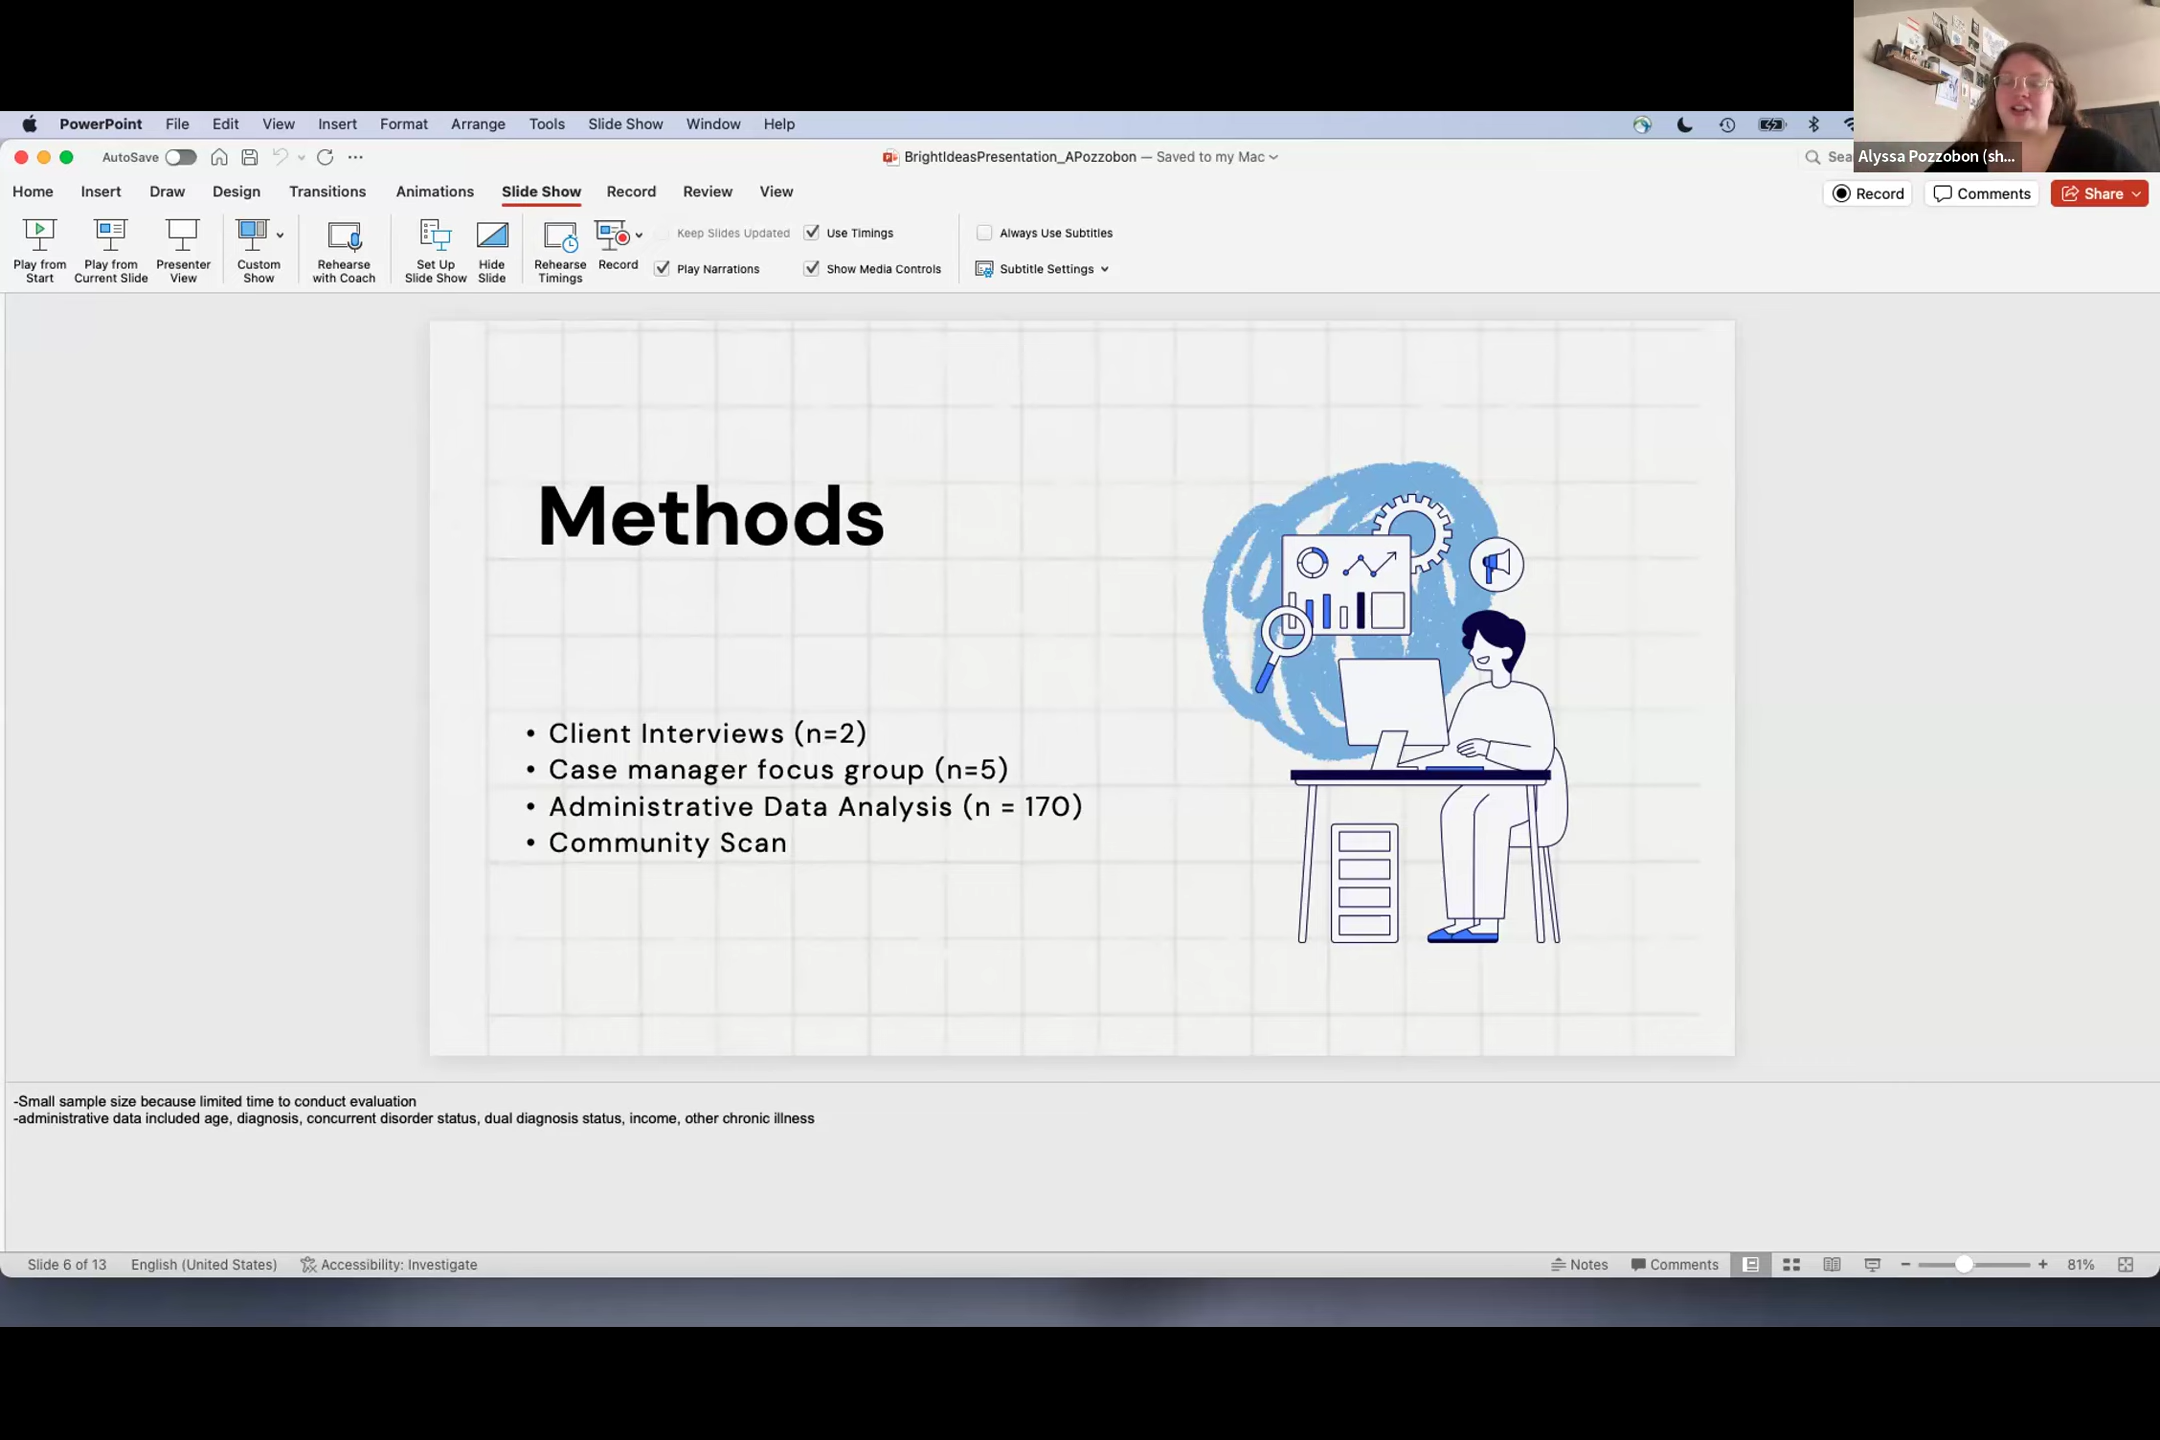 PowerPoint File Edit View Insert Format Arrange Tools Slide Show Window Help
AutoSave
BrightIdeasPresentation_APozzobon — Saved to my Mac
Alyssa Pozzobon (sh...
Home Insert Draw Design Transitions Animations Slide Show Record Review View
Record Comments Share
Play from Start
Play from Current Slide
Presenter View
Custom Show
Rehearse with Coach
Set Up Slide Show
Hide Slide
Rehearse Timings
Record
Keep Slides Updated
Use Timings
Play Narrations
Show Media Controls
Always Use Subtitles
Subtitle Settings
Methods
• Client Interviews (n=2)
• Case manager focus group (n=5)
• Administrative Data Analysis (n = 170)
• Community Scan
-Small sample size because limited time to conduct evaluation
-administrative data included age, diagnosis, concurrent disorder status, dual diagnosis status, income, other chronic illness
Slide 6 of 13 English (United States) Accessibility: Investigate
Notes Comments 81%